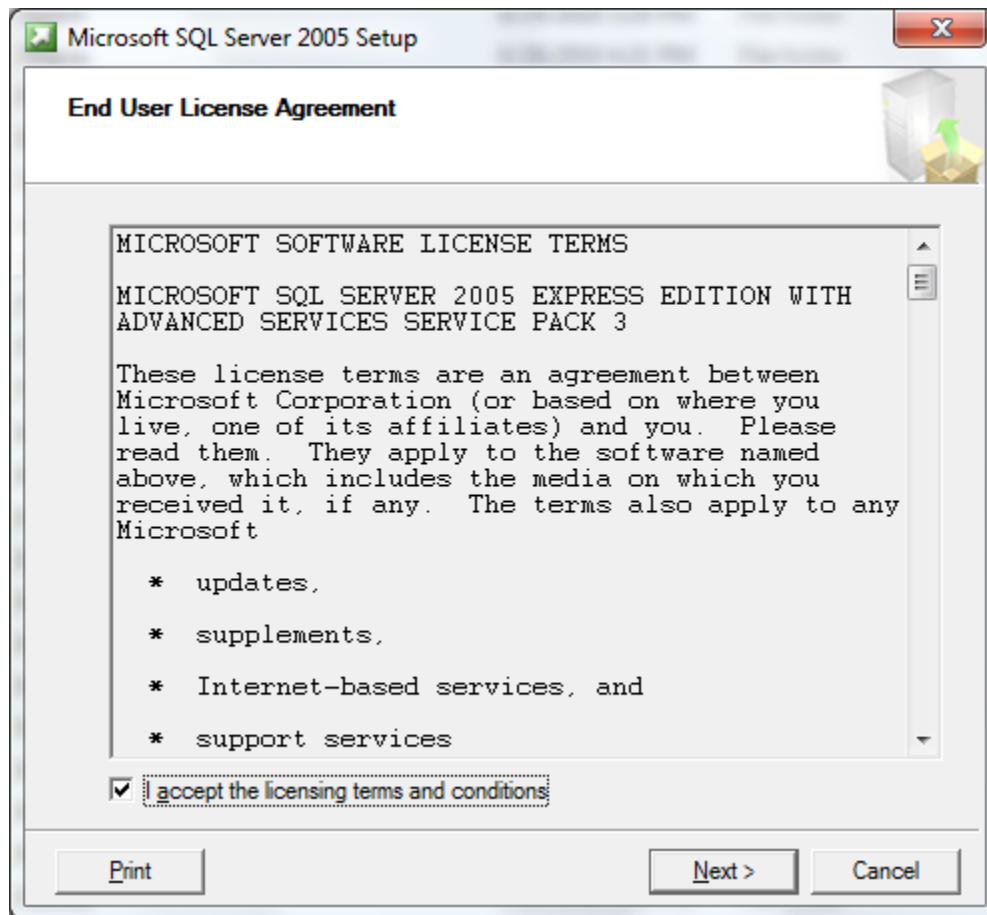 Microsoft SQL Server 2005 Setup
End User License Agreement
MICROSOFT SOFTWARE LICENSE TERMS
MICROSOFT SQL SERVER 2005 EXPRESS EDITION WITH
ADVANCED SERVICES SERVICE PACK 3
These license terms are an agreement between
Microsoft Corporation (or based on where you
live, one of its affiliates) and you.  Please
read them.  They apply to the software named
above, which includes the media on which you
received it, if any.  The terms also apply to any
Microsoft
* updates,
* supplements,
* Internet-based services, and
* support services
I accept the licensing terms and conditions
Print
Next >
Cancel